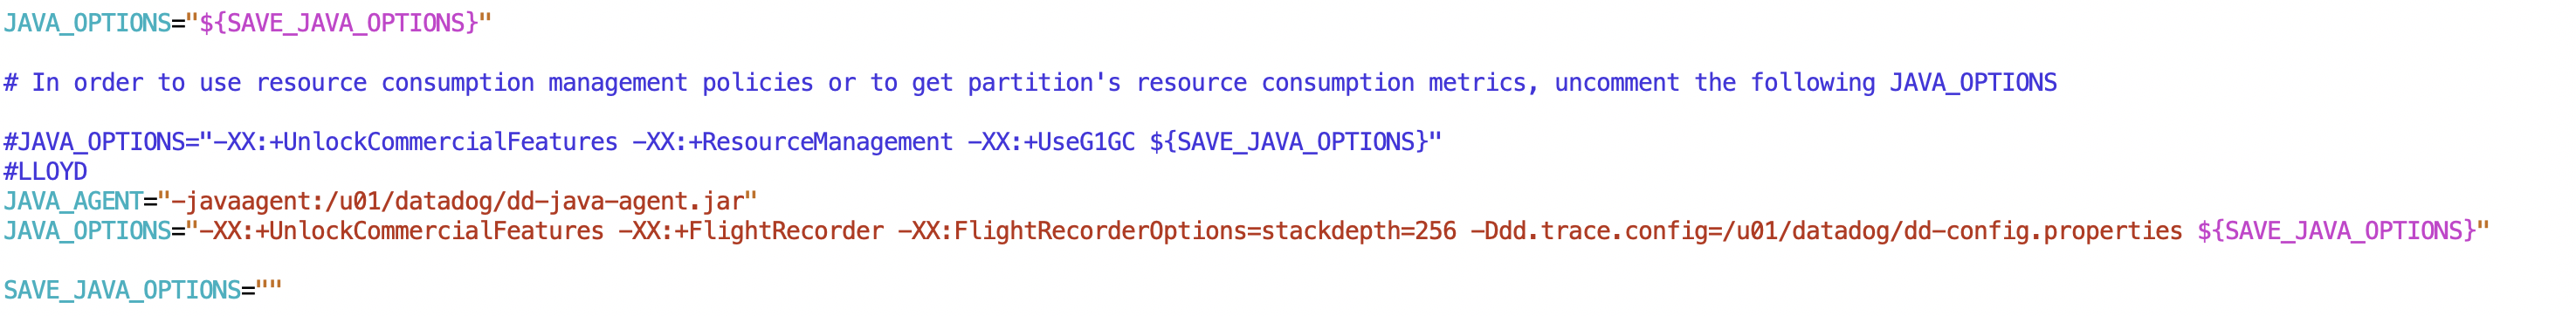 JAVA_OPTIONS="${SAVE_JAVA_OPTIONS}"
# In order to use resource consumption management policies or to get partition's resource consumption metrics, uncomment the following JAVA_OPTIONS
#JAVA_OPTIONS="-XX:+UnlockCommercialFeatures -XX:+ResourceManagement -XX:+UseG1GC ${SAVE_JAVA_OPTIONS}"
#LLOYD
JAVA_AGENT="-javaagent:/u01/datadog/dd-java-agent.jar"
JAVA_OPTIONS="-XX:+UnlockCommercialFeatures -XX:+FlightRecorder -XX:FlightRecorderOptions=stackdepth=256 -Ddd.trace.config=/u01/datadog/dd-config.properties ${SAVE_JAVA_OPTIONS}"
SAVE_JAVA_OPTIONS=""